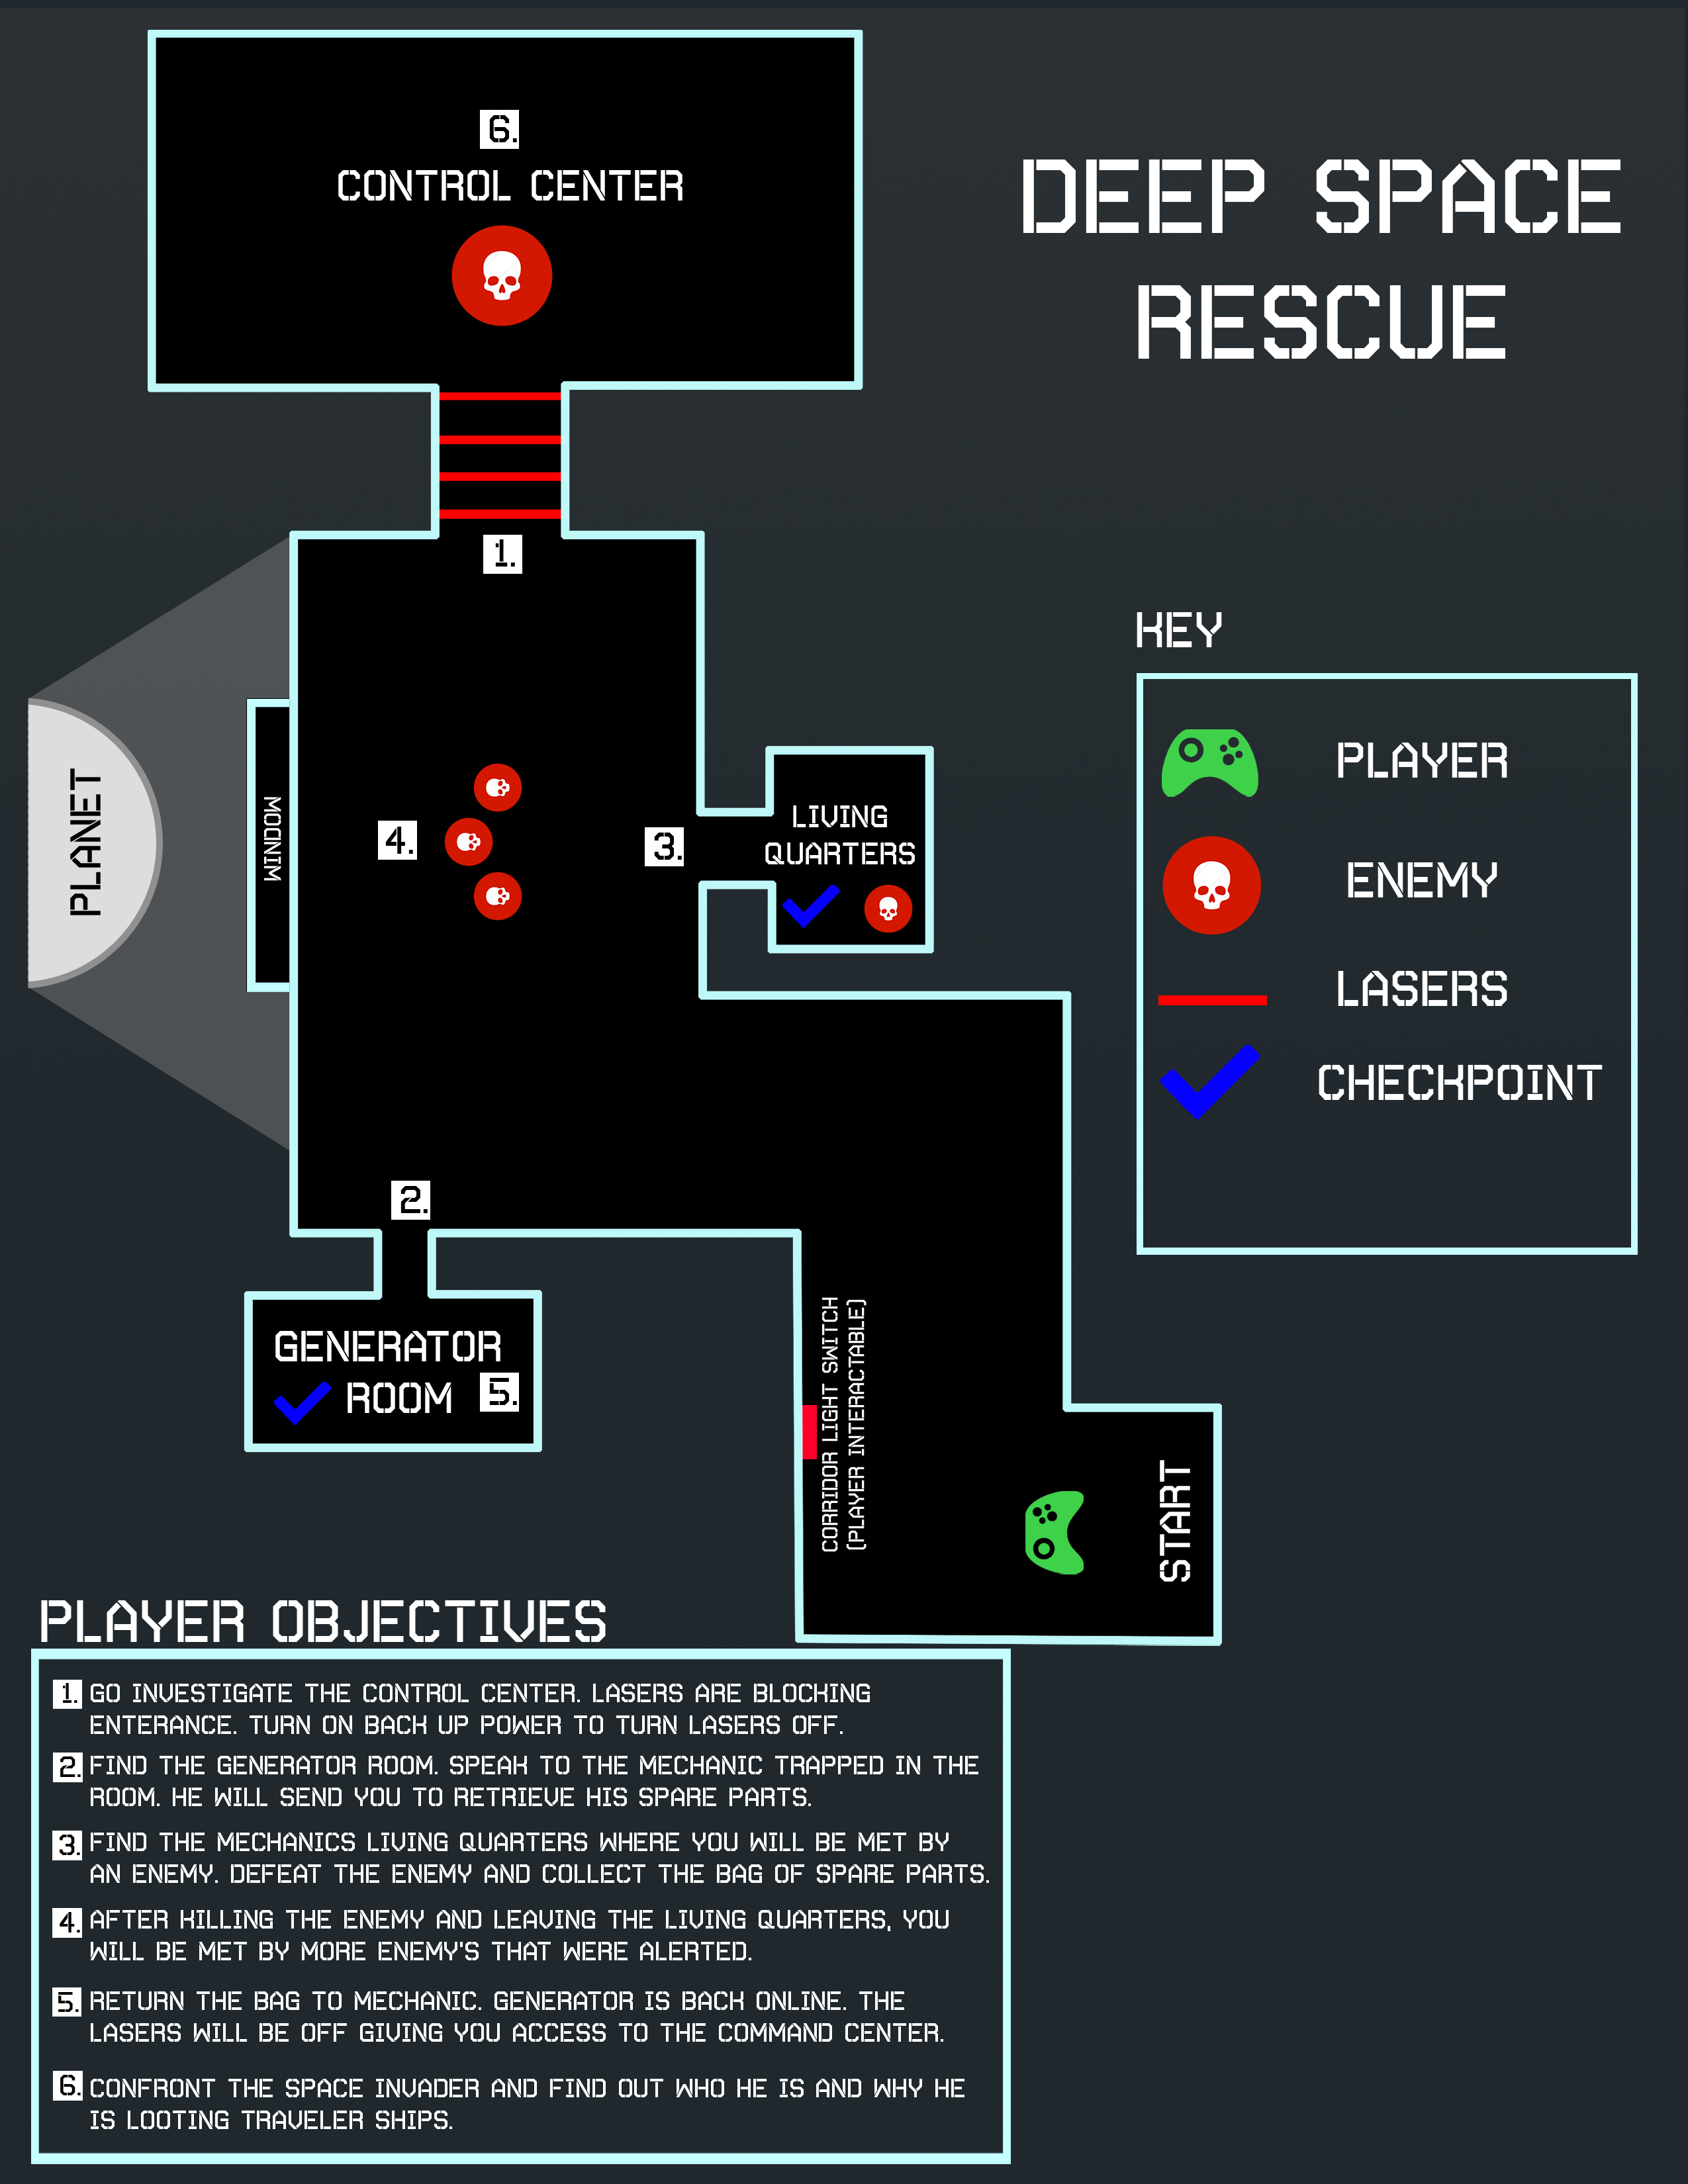 6.
CONTROL CENTER
DEEP SPACE
RESCUE
1.
KEY
PLAYER
ENEMY
LASERS
CHECKPOINT
PLANET
WINDOW
4.
3.
LIVING
QUARTERS
2.
GENERATOR
ROOM
5.
CORRIDOR LIGHT SWITCH
(PLAYER INTERACTABLE)
START
PLAYER OBJECTIVES
1. GO INVESTIGATE THE CONTROL CENTER. LASERS ARE BLOCKING
ENTERANCE. TURN ON BACK UP POWER TO TURN LASERS OFF.
2. FIND THE GENERATOR ROOM. SPEAK TO THE MECHANIC TRAPPED IN THE
ROOM. HE WILL SEND YOU TO RETRIEVE HIS SPARE PARTS.
3. FIND THE MECHANICS LIVING QUARTERS WHERE YOU WILL BE MET BY
AN ENEMY. DEFEAT THE ENEMY AND COLLECT THE BAG OF SPARE PARTS.
4. AFTER KILLING THE ENEMY AND LEAVING THE LIVING QUARTERS, YOU
WILL BE MET BY MORE ENEMY'S THAT WERE ALERTED.
5. RETURN THE BAG TO MECHANIC. GENERATOR IS BACK ONLINE. THE
LASERS WILL BE OFF GIVING YOU ACCESS TO THE COMMAND CENTER.
6. CONFRONT THE SPACE INVADER AND FIND OUT WHO HE IS AND WHY HE
IS LOOTING TRAVELER SHIPS.